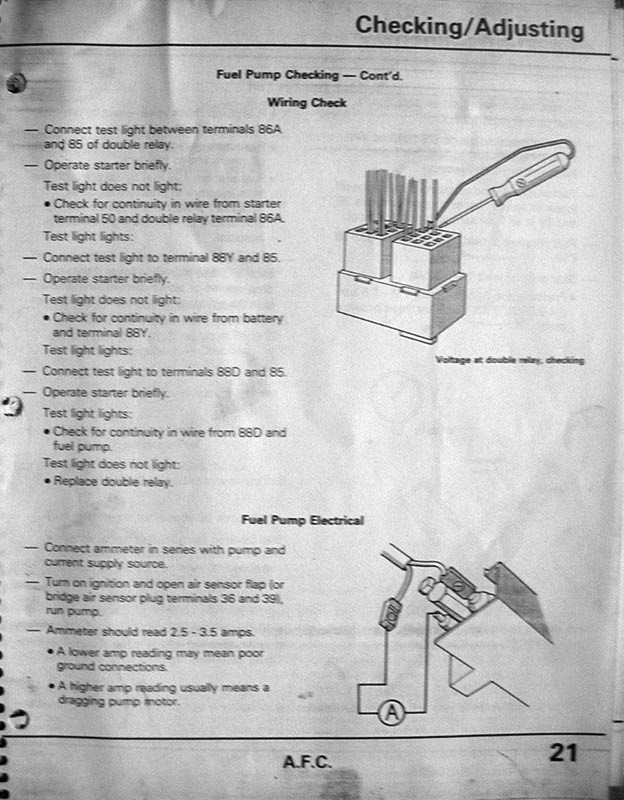 Checking/Adjusting
Fuel Pump Checking — Cont'd.
Wiring Check
— Connect test light between terminals 86A
and 85 of double relay.
— Operate starter briefly.
Test light does not light:
• Check for continuity in wire from starter
terminal 50 and double relay terminal 86A.
Test light lights:
— Connect test light to terminal 88Y and 85.
— Operate starter briefly.
Test light does not light:
• Check for continuity in wire from battery
and terminal 88Y.
Test light lights:
— Connect test light to terminals 88D and 85.
— Operate starter briefly.
Test light lights:
• Check for continuity in wire from 88D and
fuel pump.
Test light does not light:
• Replace double relay.
Voltage at double relay, checking
Fuel Pump Electrical
— Connect ammeter in series with pump and
current supply source.
— Turn on ignition and open air sensor flap (or
bridge air sensor plug terminals 36 and 39),
run pump.
— Ammeter should read 2.5 - 3.5 amps.
• A lower amp reading may mean poor
ground connections.
• A higher amp reading usually means a
dragging pump motor.
A
A.F.C.
21